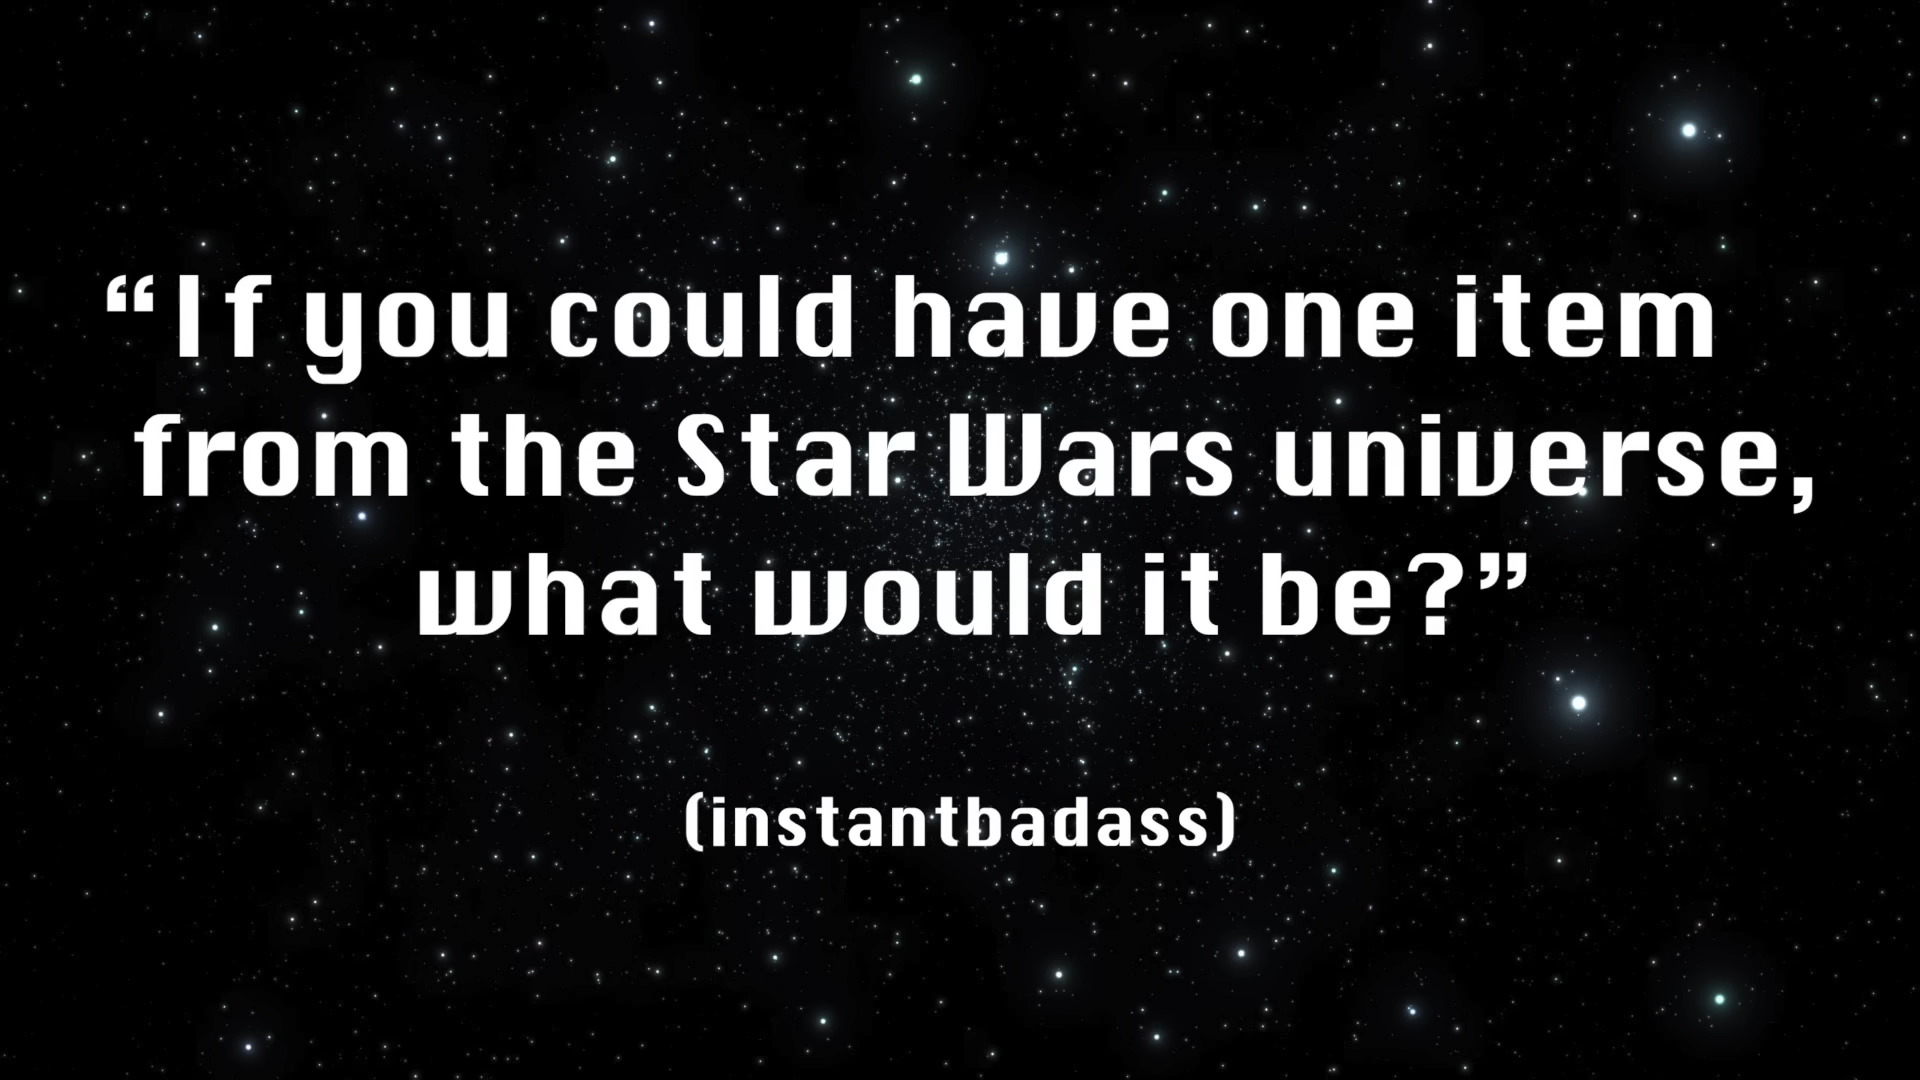 “If you could have one item
from the Star Wars universe,
what would it be?”
(instantbadass)